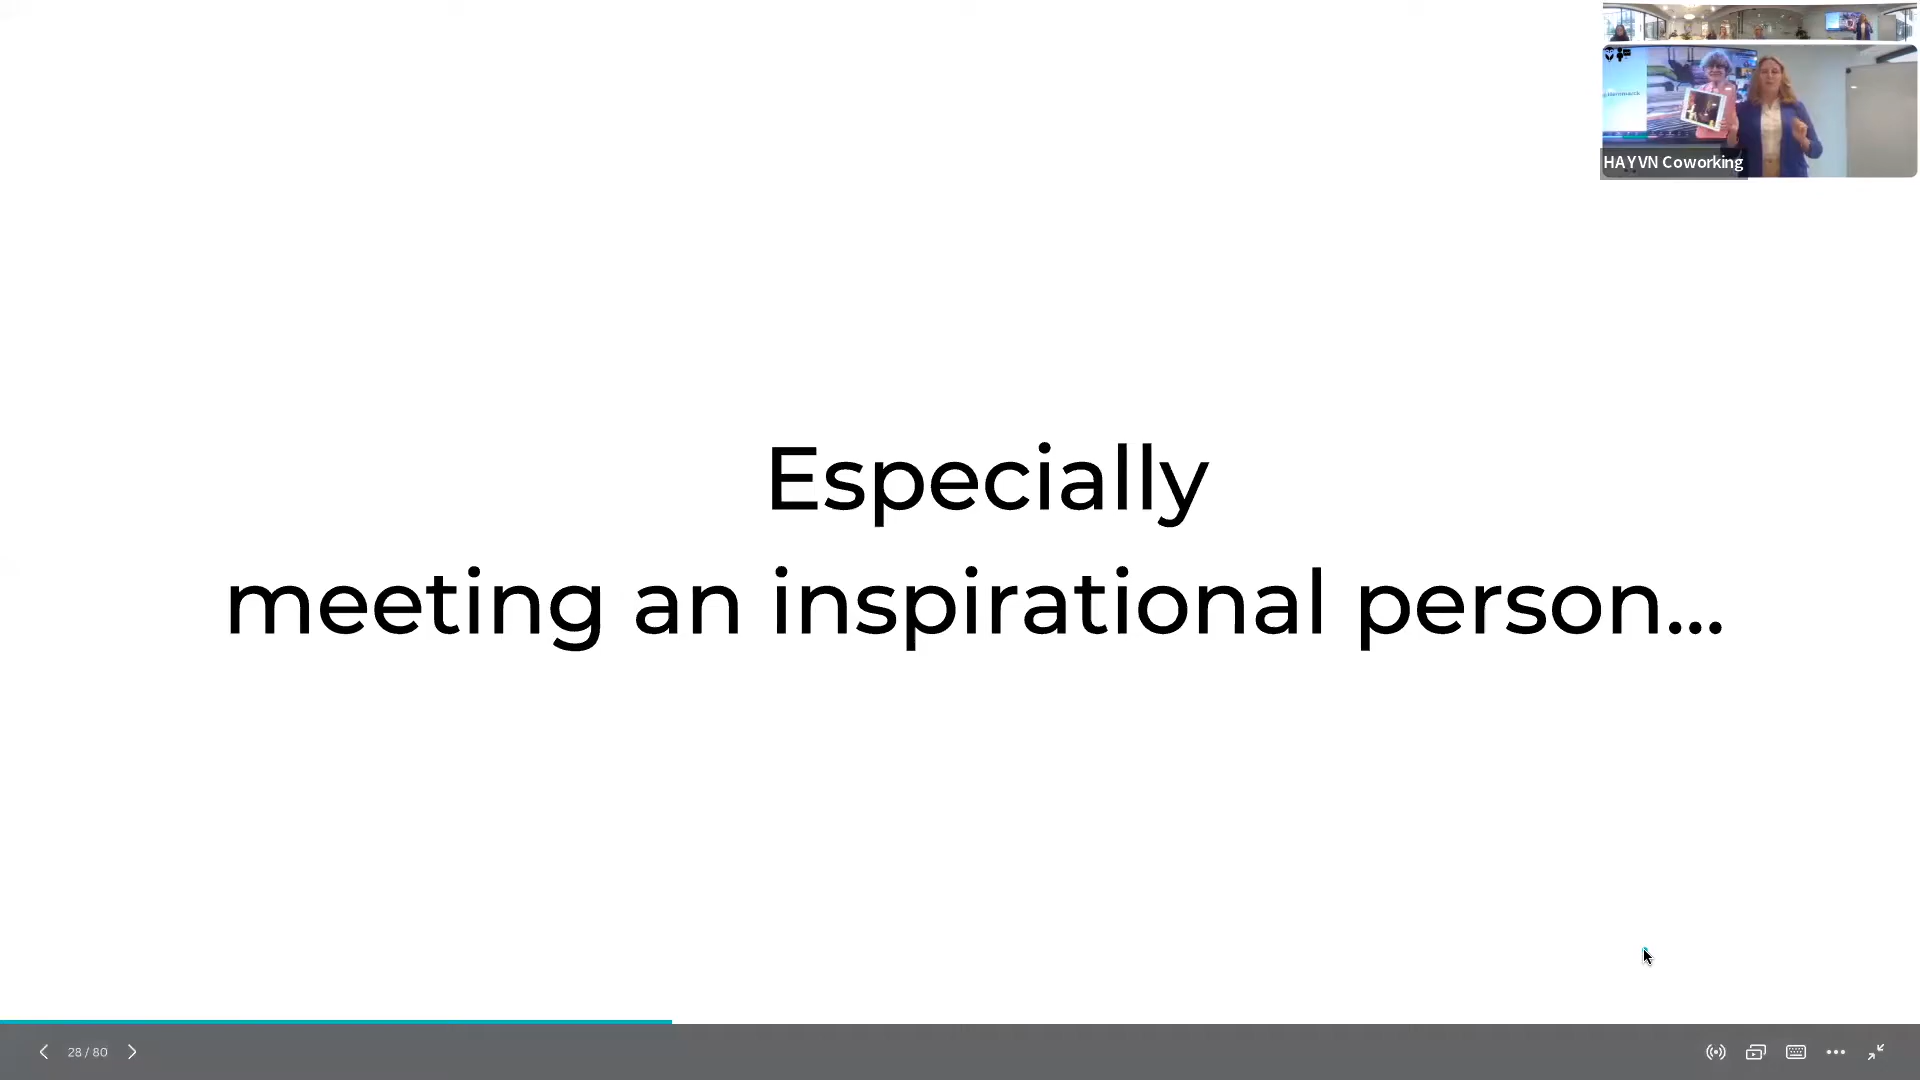 HAYVN Coworking
Especially
meeting an inspirational person...
28 / 80